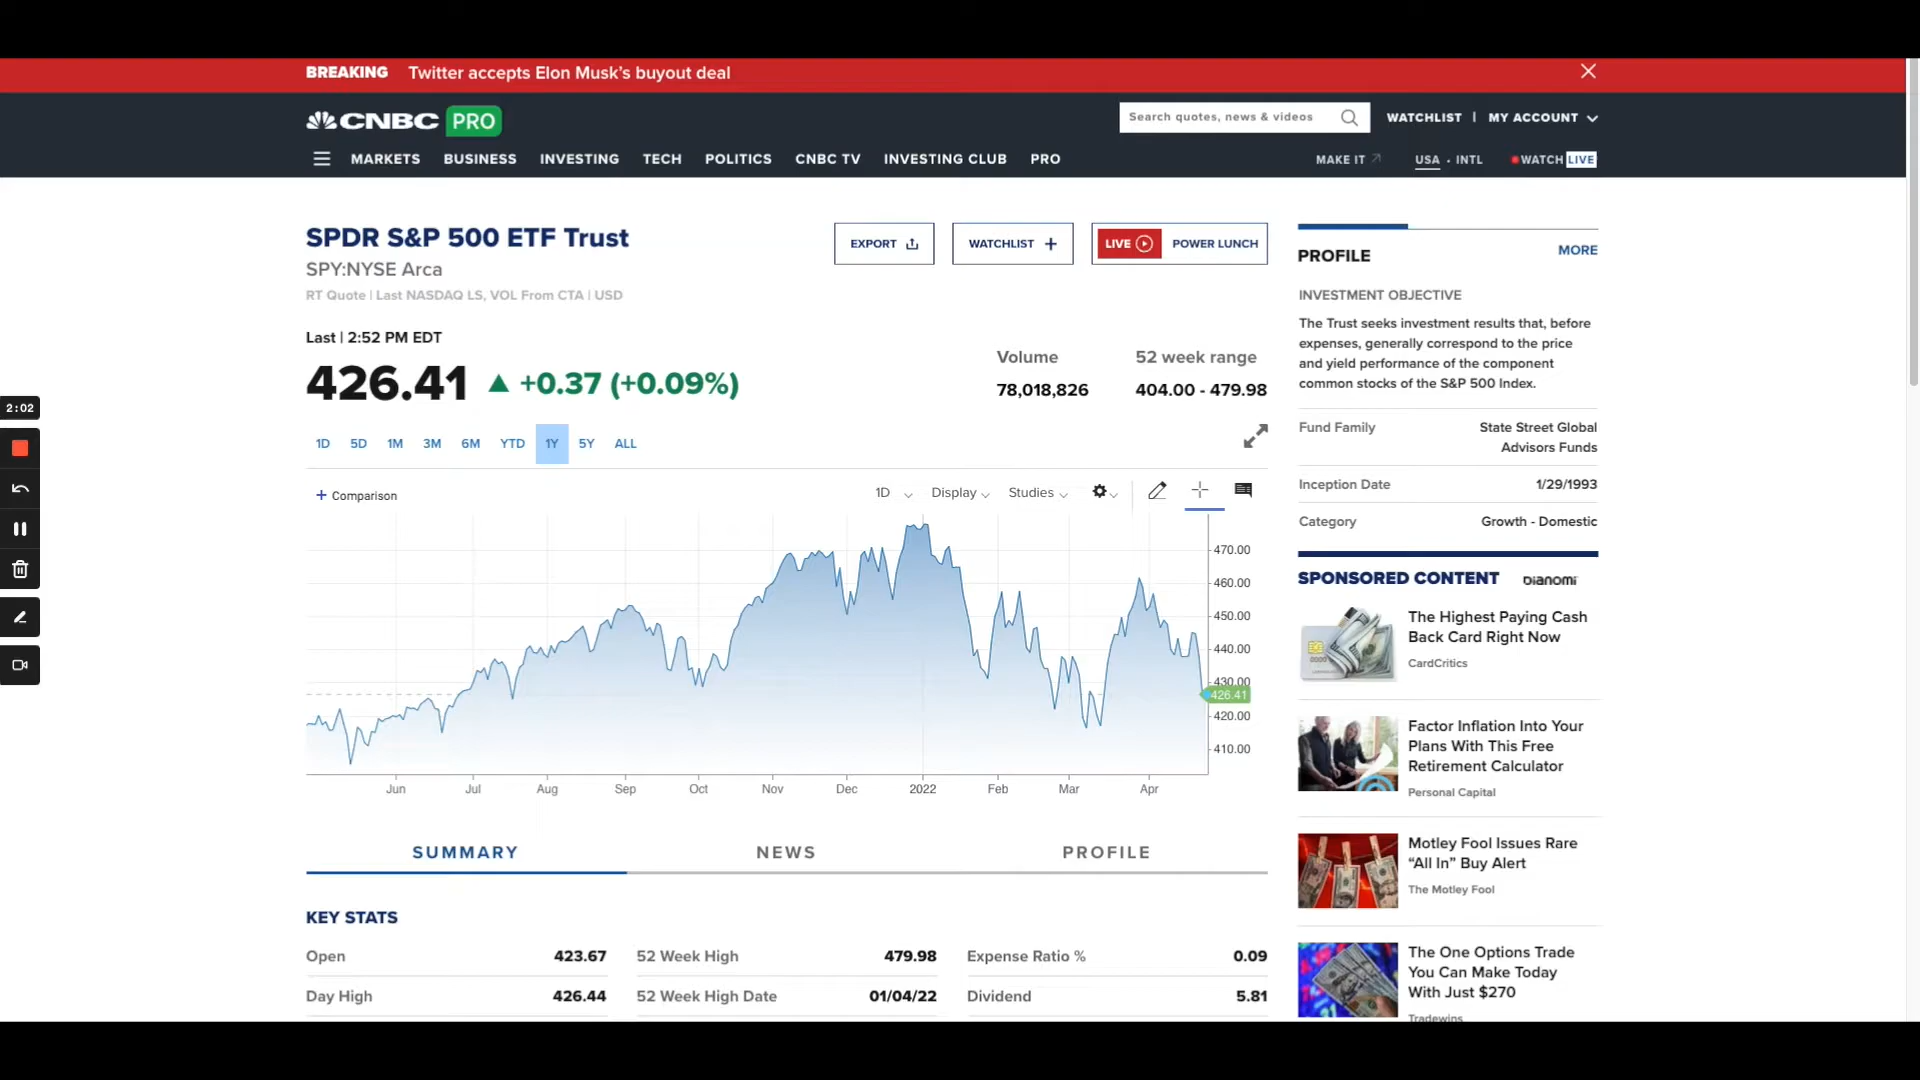 BREAKING Twitter accepts Elon Musk's buyout deal
CNBC PRO
Search quotes, news & videos
WATCHLIST | MY ACCOUNT
MARKETS BUSINESS INVESTING TECH POLITICS CNBC TV INVESTING CLUB PRO
MAKE IT USA • INTL WATCH LIVE
SPDR S&P 500 ETF Trust
SPY:NYSE Arca
RT Quote | Last NASDAQ LS, VOL From CTA | USD
EXPORT
WATCHLIST +
LIVE POWER LUNCH
Last | 2:52 PM EDT
426.41 +0.37 (+0.09%)
Volume
78,018,826
52 week range
404.00 - 479.98
2:02
1D 5D 1M 3M 6M YTD 1Y 5Y ALL
+ Comparison
1D Display Studies
470.00
460.00
450.00
440.00
430.00
426.41
420.00
410.00
Jun Jul Aug Sep Oct Nov Dec 2022 Feb Mar Apr
SUMMARY NEWS PROFILE
KEY STATS
Open 423.67
52 Week High 479.98
Expense Ratio % 0.09
Day High 426.44
52 Week High Date 01/04/22
Dividend 5.81
PROFILE MORE
INVESTMENT OBJECTIVE
The Trust seeks investment results that, before
expenses, generally correspond to the price
and yield performance of the component
common stocks of the S&P 500 Index.
Fund Family State Street Global
Advisors Funds
Inception Date 1/29/1993
Category Growth - Domestic
SPONSORED CONTENT DIANOMI
The Highest Paying Cash
Back Card Right Now
CardCritics
Factor Inflation Into Your
Plans With This Free
Retirement Calculator
Personal Capital
Motley Fool Issues Rare
“All In” Buy Alert
The Motley Fool
The One Options Trade
You Can Make Today
With Just $270
Tradewins